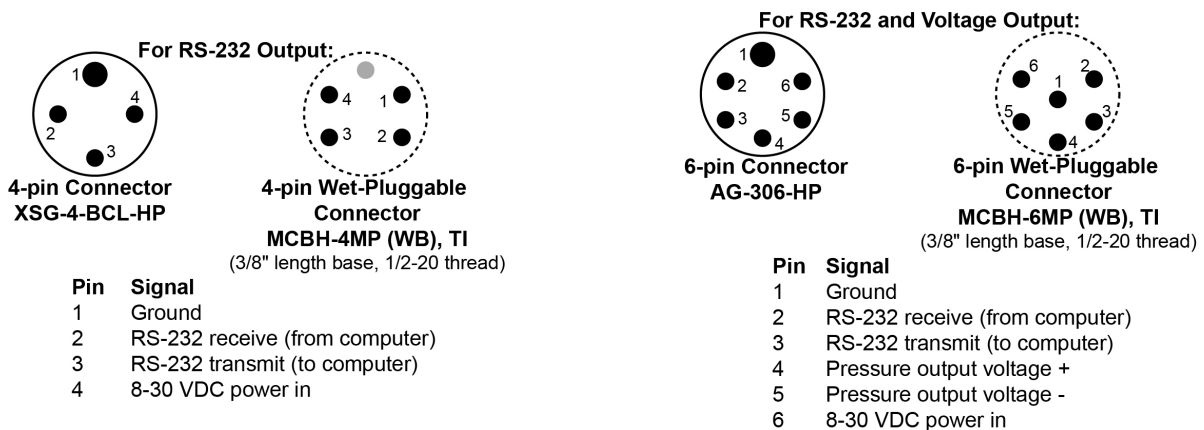 For RS-232 Output:
1
4
2
3
4
1
3
2
4-pin Connector
XSG-4-BCL-HP
4-pin Wet-Pluggable
Connector
MCBH-4MP (WB), TI
(3/8" length base, 1/2-20 thread)
Pin Signal
1 Ground
2 RS-232 receive (from computer)
3 RS-232 transmit (to computer)
4 8-30 VDC power in
For RS-232 and Voltage Output:
1
2
6
3
5
4
6
2
1
5
3
4
6-pin Connector
AG-306-HP
6-pin Wet-Pluggable
Connector
MCBH-6MP (WB), TI
(3/8" length base, 1/2-20 thread)
Pin Signal
1 Ground
2 RS-232 receive (from computer)
3 RS-232 transmit (to computer)
4 Pressure output voltage +
5 Pressure output voltage -
6 8-30 VDC power in